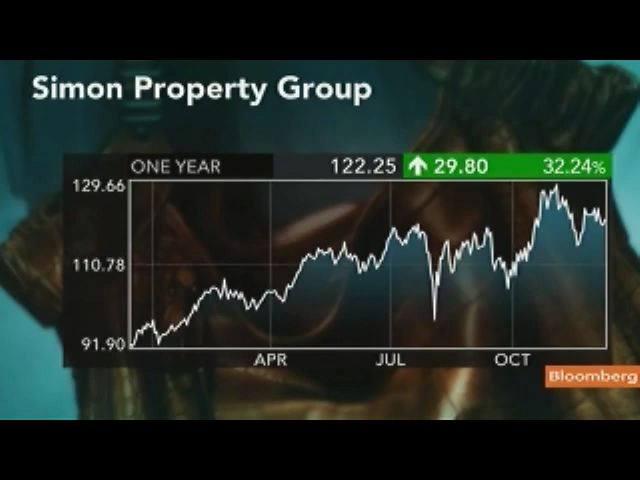 Simon Property Group
ONE YEAR 122.25 29.80 32.24%
129.66
110.78
91.90
APR JUL OCT
Bloomberg